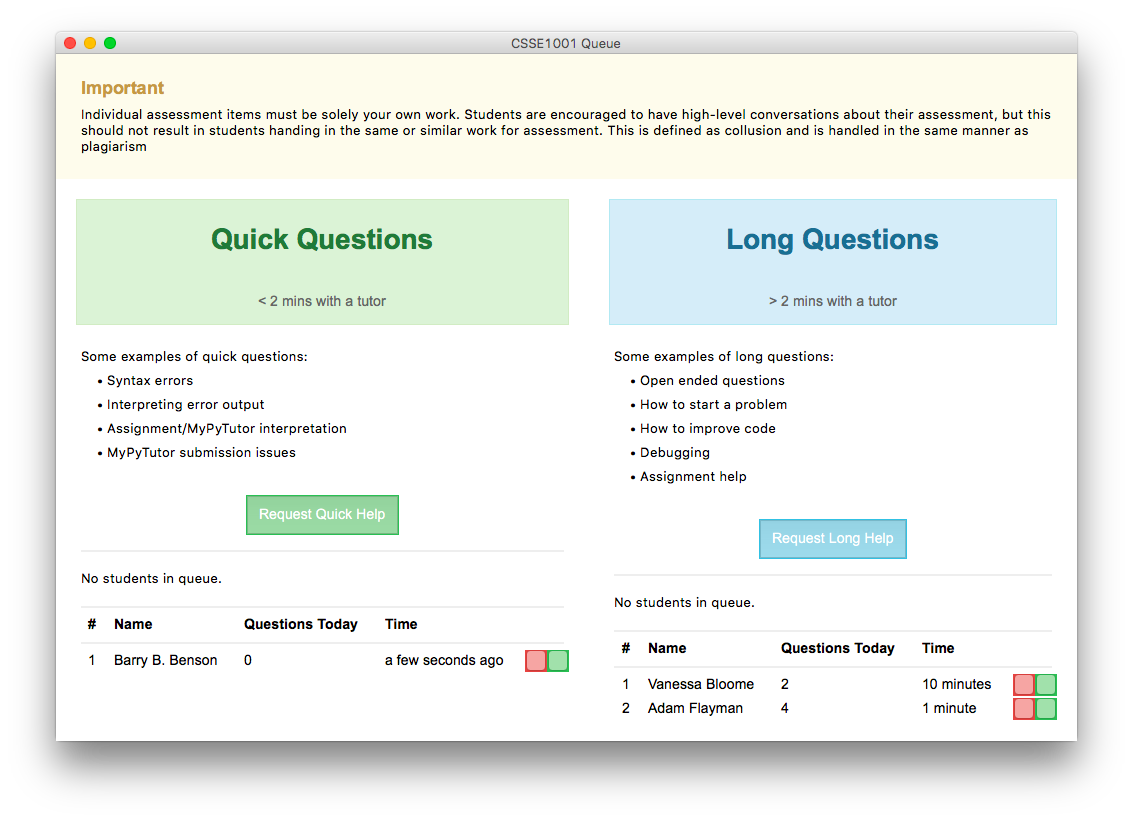 CSSE1001 Queue
Important
Individual assessment items must be solely your own work. Students are encouraged to have high-level conversations about their assessment, but this
should not result in students handing in the same or similar work for assessment. This is defined as collusion and is handled in the same manner as
plagiarism
Quick Questions
< 2 mins with a tutor
Some examples of quick questions:
• Syntax errors
• Interpreting error output
• Assignment/MyPyTutor interpretation
• MyPyTutor submission issues
Request Quick Help
No students in queue.
# Name Questions Today Time
1 Barry B. Benson 0 a few seconds ago
Long Questions
> 2 mins with a tutor
Some examples of long questions:
• Open ended questions
• How to start a problem
• How to improve code
• Debugging
• Assignment help
Request Long Help
No students in queue.
# Name Questions Today Time
1 Vanessa Bloome 2 10 minutes
2 Adam Flayman 4 1 minute